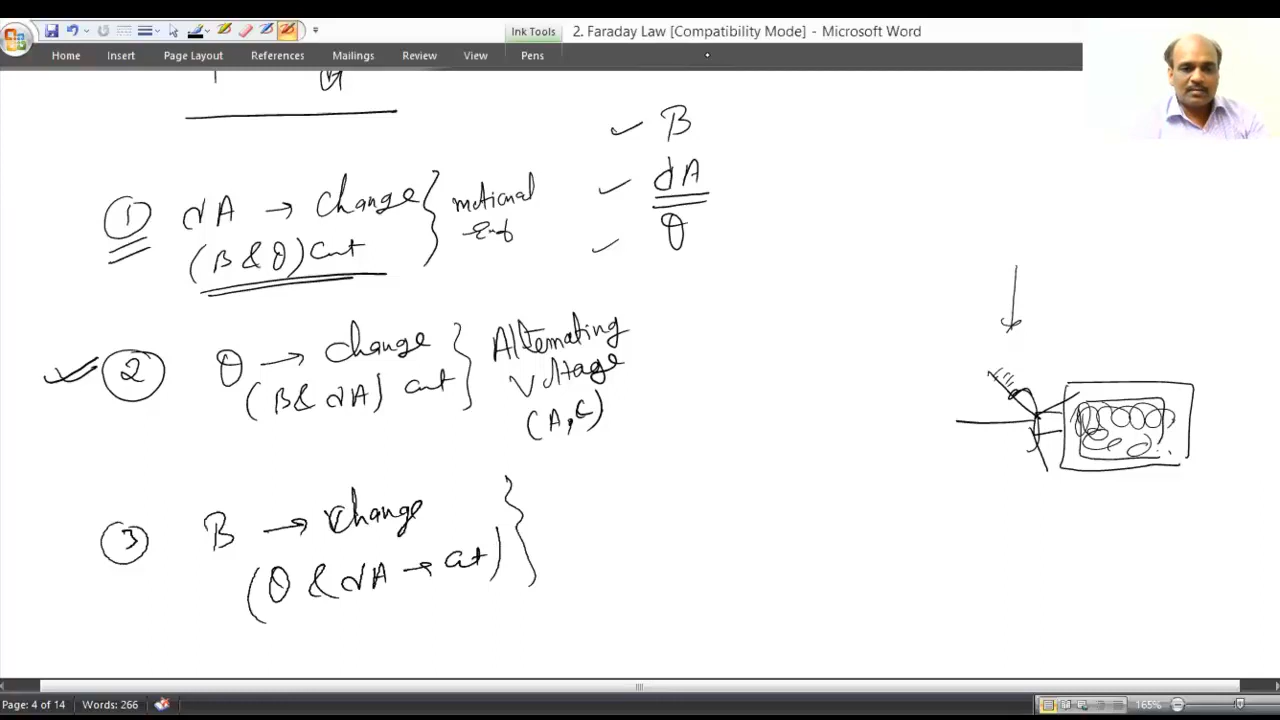 Ink Tools
2. Faraday Law [Compatibility Mode] - Microsoft Word
Home Insert Page Layout References Mailings Review View Pens
B
dA
θ
① dA → change
(B & θ) Cnt
motional
Emf
② θ → change
(B & dA) cnt
Alternating
Voltage
(A, C)
③ B → change
(θ & dA → cnt)
Page: 4 of 14 Words: 266 165%